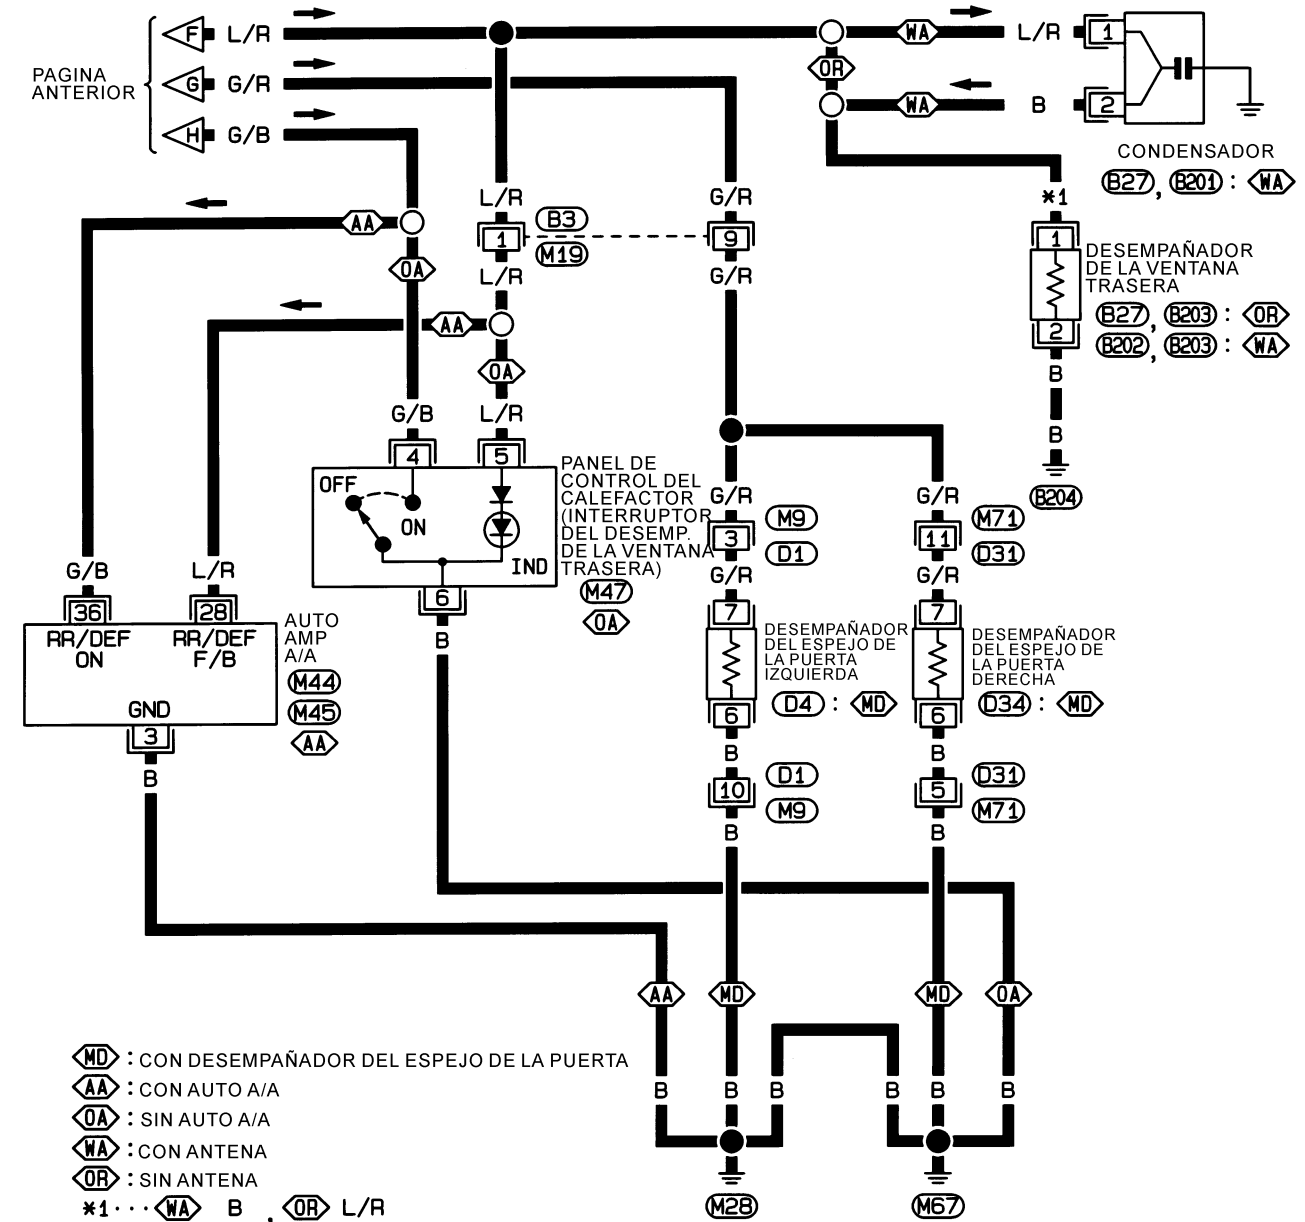 F L/R
G G/R
H G/B
PAGINA
ANTERIOR
WA L/R 1
OR
WA B 2
CONDENSADOR
B27 , B201 : WA
*1
1
DESEMPAÑADOR
DE LA VENTANA
TRASERA
B27 , B203 : OR
B202 , B203 : WA
2
B
B
B204
L/R G/R
AA
1 B3 9
M19
OA L/R G/R
AA
OA
G/B L/R
4 5
OFF
ON
IND
6
B
PANEL DE
CONTROL DEL
CALEFACTOR
(INTERRUPTOR
DEL DESEMP.
DE LA VENTANA
TRASERA)
M47
OA
G/R G/R
3 M9 11 M71
D1 D31
G/R G/R
7 7
DESEMPAÑADOR
DEL ESPEJO DE
LA PUERTA
IZQUIERDA
D4 : MD
DESEMPAÑADOR
DEL ESPEJO DE
LA PUERTA
DERECHA
D34 : MD
6 6
B B
10 D1 5 D31
M9 M71
B B
G/B L/R
36 28
RR/DEF RR/DEF
ON F/B
GND
3
B
AUTO
AMP
A/A
M44
M45
AA
AA MD MD OA
B B B B B B
M28 M67
MD : CON DESEMPAÑADOR DEL ESPEJO DE LA PUERTA
AA : CON AUTO A/A
OA : SIN AUTO A/A
WA : CON ANTENA
OR : SIN ANTENA
*1 ··· WA B , OR L/R